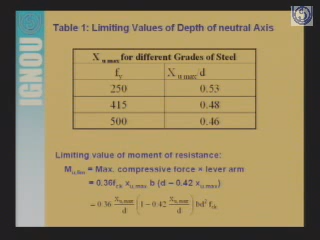 IGNOU
Table 1: Limiting Values of Depth of neutral Axis
X u,max for different Grades of Steel
fy X u,max/d
250 0.53
415 0.48
500 0.46
Limiting value of moment of resistance:
Mu,lim = Max. compressive force × lever arm
= 0.36fck xu,max b (d – 0.42 xu,max)
= 0.36 xu,max/d (1 – 0.42 xu,max/d) bd² fck